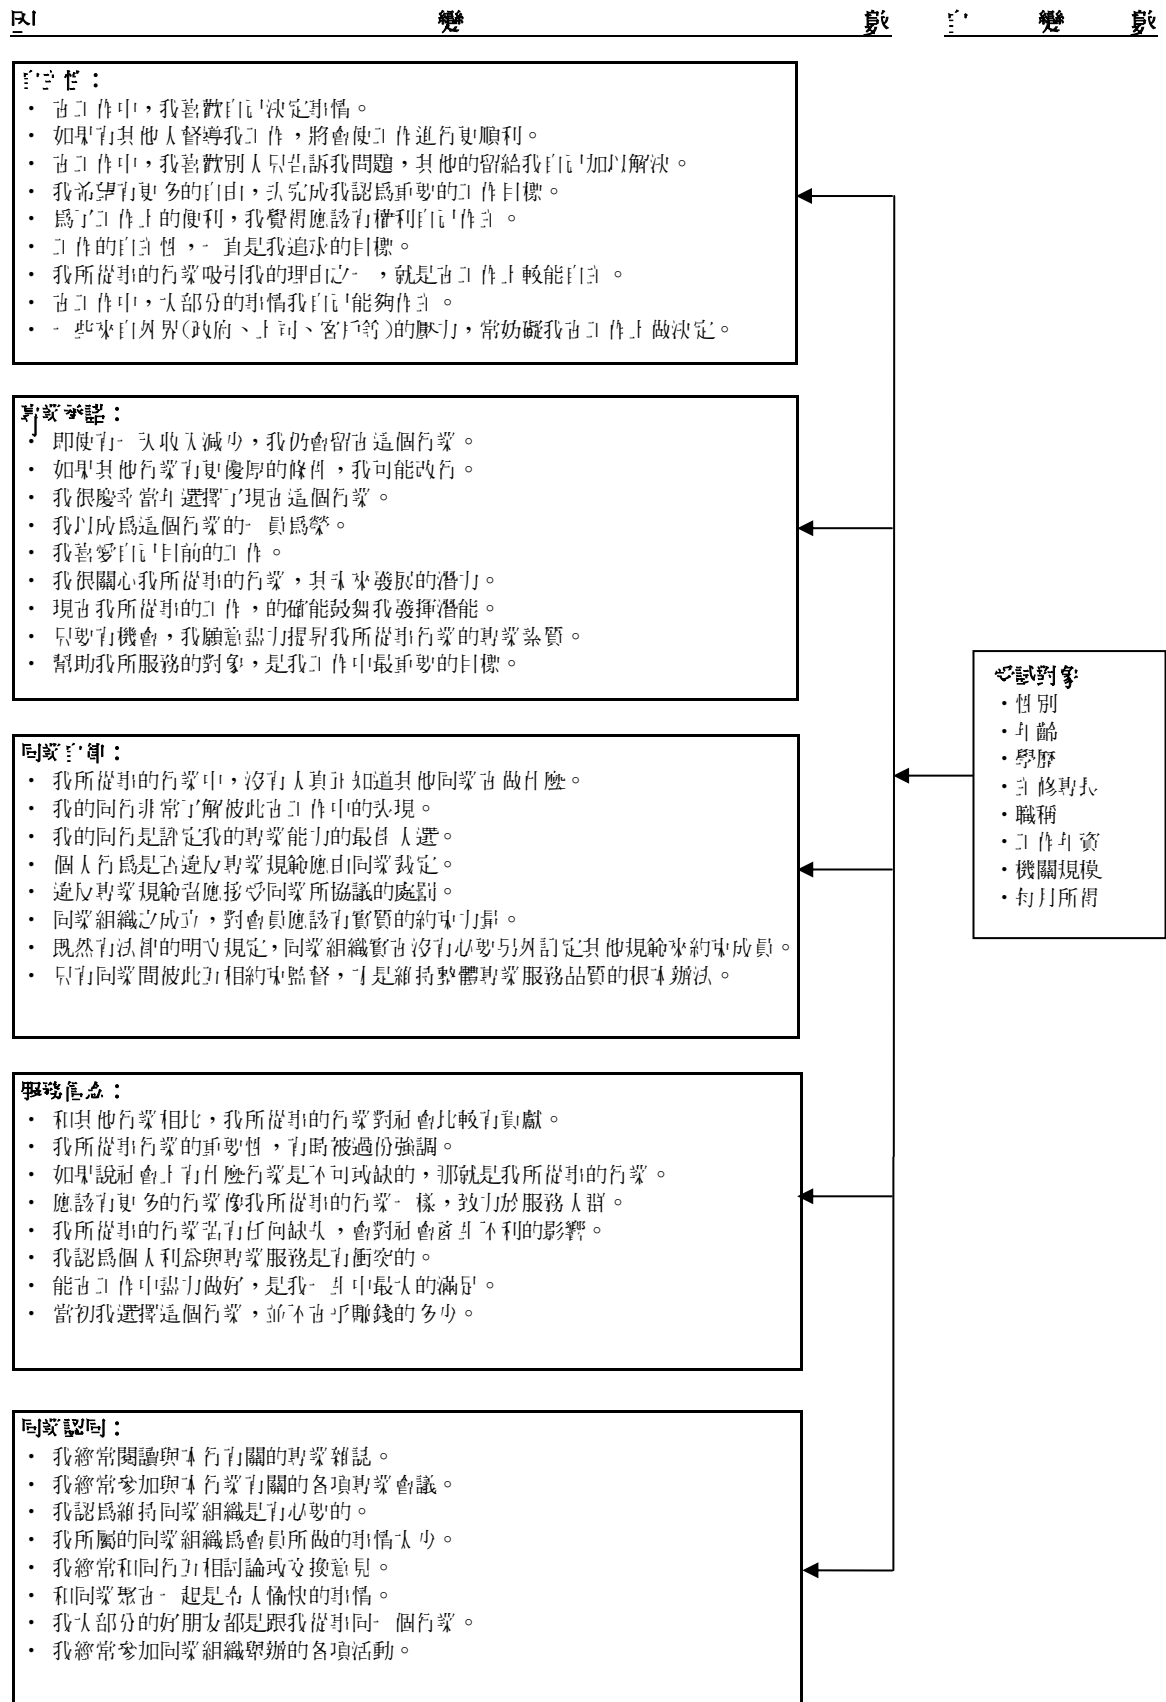 因 變 數
自 變 數
自主性：
・ 在工作中，我喜歡自己決定事情。
・ 如果有其他人督導我工作，將會使工作進行更順利。
・ 在工作中，我喜歡別人只告訴我問題，其他的留給我自己加以解決。
・ 我希望有更多的自由，去完成我認為重要的工作目標。
・ 為了工作上的便利，我覺得應該有權利自己作主。
・ 工作的自主性，一直是我追求的目標。
・ 我所從事的行業吸引我的理由之一，就是在工作上較能自主。
・ 在工作中，大部分的事情我自己能夠作主。
・ 一些來自外界(政府、上司、客戶等)的壓力，常妨礙我在工作上做決定。
專業承諾：
・ 即使有一天收入減少，我仍會留在這個行業。
・ 如果其他行業有更優厚的條件，我可能改行。
・ 我很慶幸當年選擇了現在這個行業。
・ 我以成為這個行業的一員為榮。
・ 我喜愛自己目前的工作。
・ 我很關心我所從事的行業，其未來發展的潛力。
・ 現在我所從事的工作，的確能鼓舞我發揮潛能。
・ 只要有機會，我願意盡力提昇我所從事行業的專業素質。
・ 幫助我所服務的對象，是我工作中最重要的目標。
受試對象
・性別
・年齡
・學歷
・主修專長
・職稱
・工作年資
・機關規模
・每月所得
同業自律：
・ 我所從事的行業中，沒有人真正知道其他同業在做什麼。
・ 我的同行非常了解彼此在工作中的表現。
・ 我的同行是評定我的專業能力的最佳人選。
・ 個人行為是否違反專業規範應由同業裁定。
・ 違反專業規範者應接受同業所協議的處罰。
・ 同業組織之成立，對會員應該有實質的約束力量。
・ 既然有法律的明文規定，同業組織實在沒有必要另外訂定其他規範來約束成員。
・ 只有同業間彼此互相約束監督，才是維持整體專業服務品質的根本辦法。
服務信念：
・ 和其他行業相比，我所從事的行業對社會比較有貢獻。
・ 我所從事行業的重要性，有時被過份強調。
・ 如果說社會上有什麼行業是不可或缺的，那就是我所從事的行業。
・ 應該有更多的行業像我所從事的行業一樣，致力於服務人群。
・ 我所從事的行業若有任何缺失，會對社會產生不利的影響。
・ 我認為個人利益與專業服務是有衝突的。
・ 能在工作中盡力做好，是我一生中最大的滿足。
・ 當初我選擇這個行業，並不在乎賺錢的多少。
同業認同：
・ 我經常閱讀與本行有關的專業雜誌。
・ 我經常參加與本行業有關的各項專業會議。
・ 我認為維持同業組織是有必要的。
・ 我所屬的同業組織為會員所做的事情太少。
・ 我經常和同行互相討論或交換意見。
・ 和同業聚在一起是令人愉快的事情。
・ 我大部分的好朋友都是跟我從事同一個行業。
・ 我經常參加同業組織舉辦的各項活動。